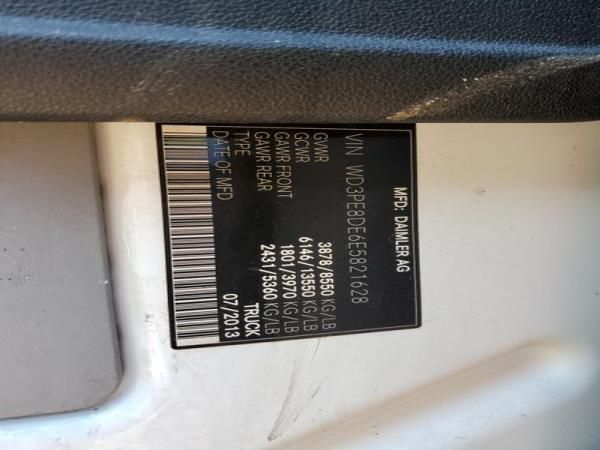 MFD: DAIMLER AG
VIN WD3PE8DE6E5821628
GVWR 3878/8550 KG/LB
GCWR 6146/13550 KG/LB
GAWR FRONT 1801/3970 KG/LB
GAWR REAR 2431/5360 KG/LB
TYPE TRUCK
DATE OF MFD 07/2013